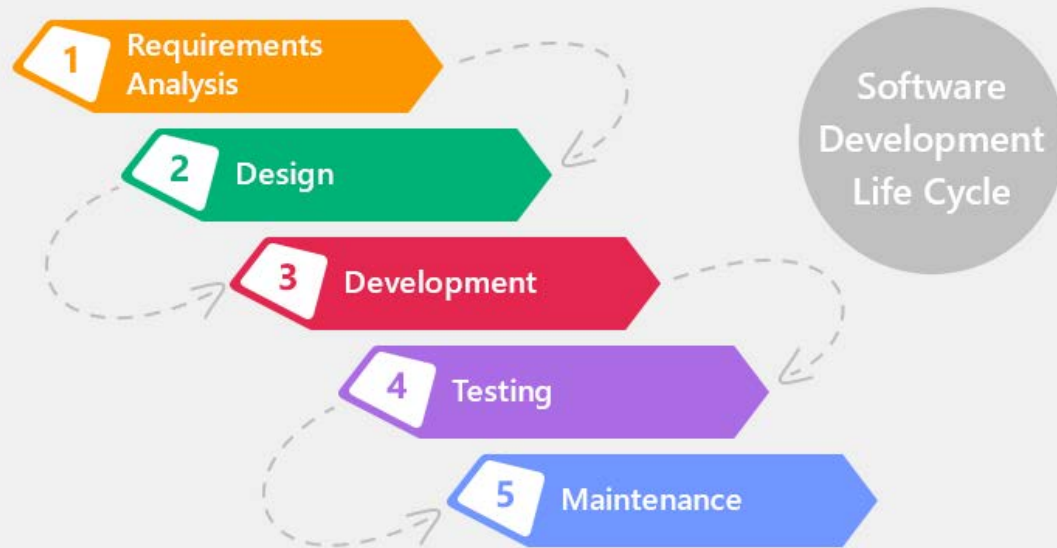 1
Requirements
Analysis
2
Design
3
Development
4
Testing
5
Maintenance
Software
Development
Life Cycle